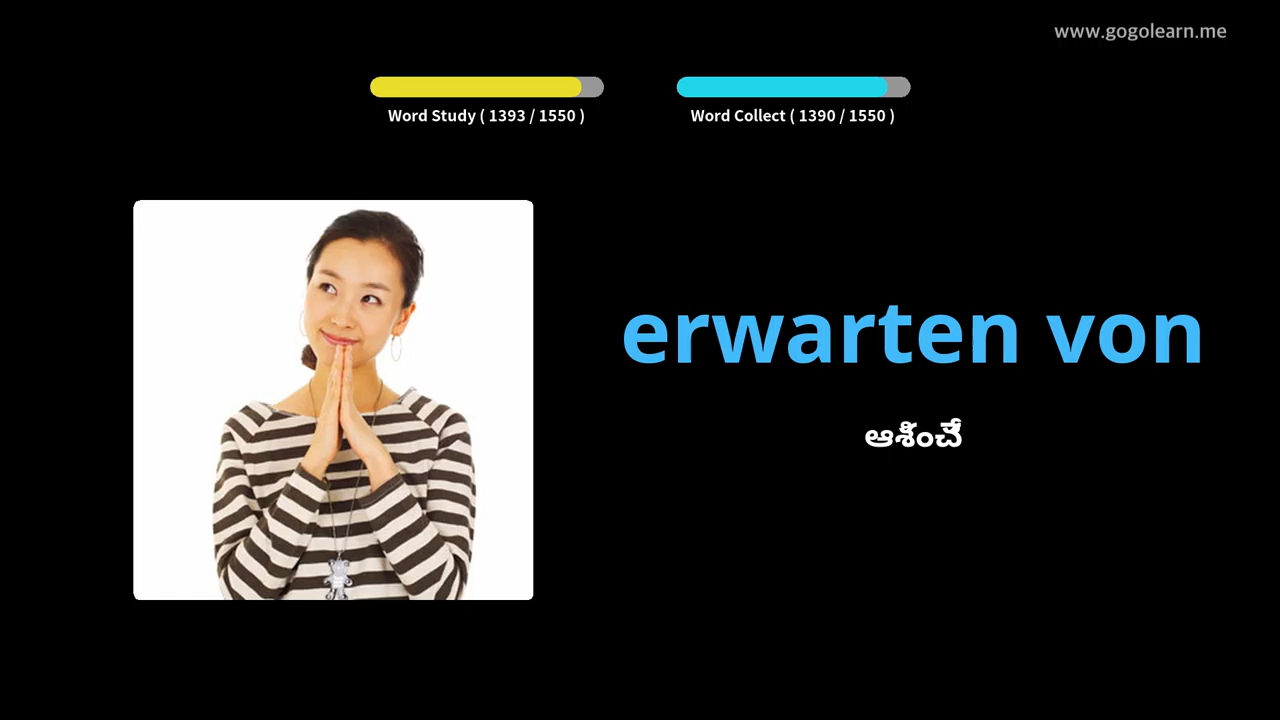 www.gogolearn.me
Word Study ( 1393 / 1550 )
Word Collect ( 1390 / 1550 )
erwarten von
ఆశించే